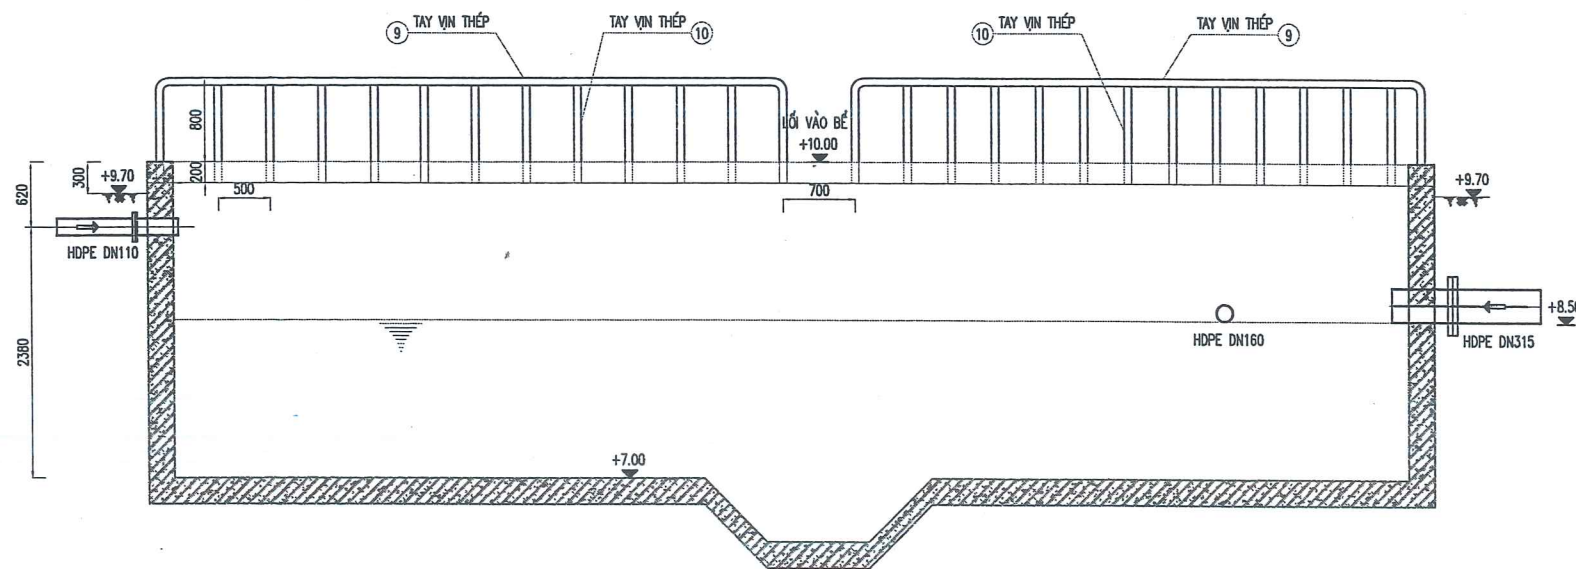 TAY VỊN THÉP
9
TAY VỊN THÉP
10
TAY VỊN THÉP
10
TAY VỊN THÉP
9
800
200
LỐI VÀO BỂ
+10.00
620
300
+9.70
500
700
+9.70
HDPE DN110
2380
HDPE DN160
+8.50
HDPE DN315
+7.00